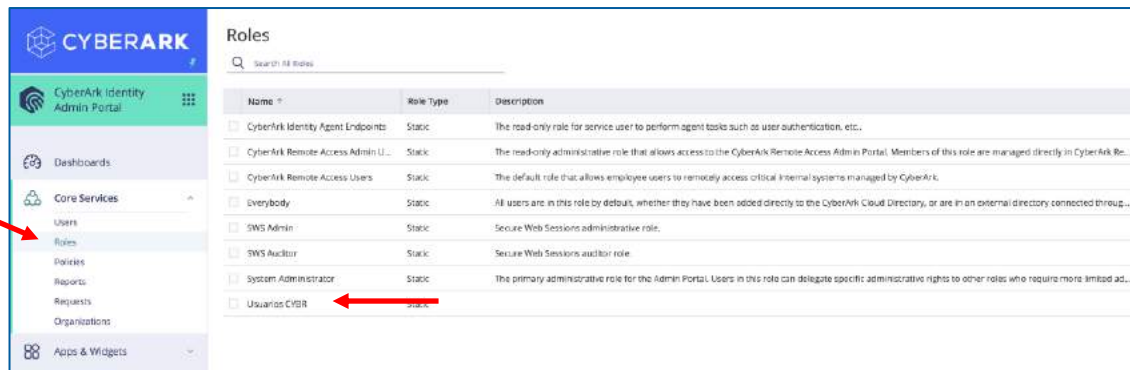 CYBERARK
CyberArk Identity
Admin Portal
Dashboards
Core Services
Users
Roles
Policies
Reports
Requests
Organizations
Apps & Widgets
Roles
Search All Roles
Name ↑ Role Type Description
CyberArk Identity Agent Endpoints Static The read-only role for service user to perform agent tasks such as user authentication, etc..
CyberArk Remote Access Admin U... Static The read-only administrative role that allows access to the CyberArk Remote Access Admin Portal. Members of this role are managed directly in CyberArk Re...
CyberArk Remote Access Users Static The default role that allows employee users to remotely access critical internal systems managed by CyberArk.
Everybody Static All users are in this role by default, whether they have been added directly to the CyberArk Cloud Directory, or are in an external directory connected throug...
SWS Admin Static Secure Web Sessions administrative role.
SWS Auditor Static Secure Web Sessions auditor role.
System Administrator Static The primary administrative role for the Admin Portal. Users in this role can delegate specific administrative rights to other roles who require more limited ad...
Usuarios CYBR Static